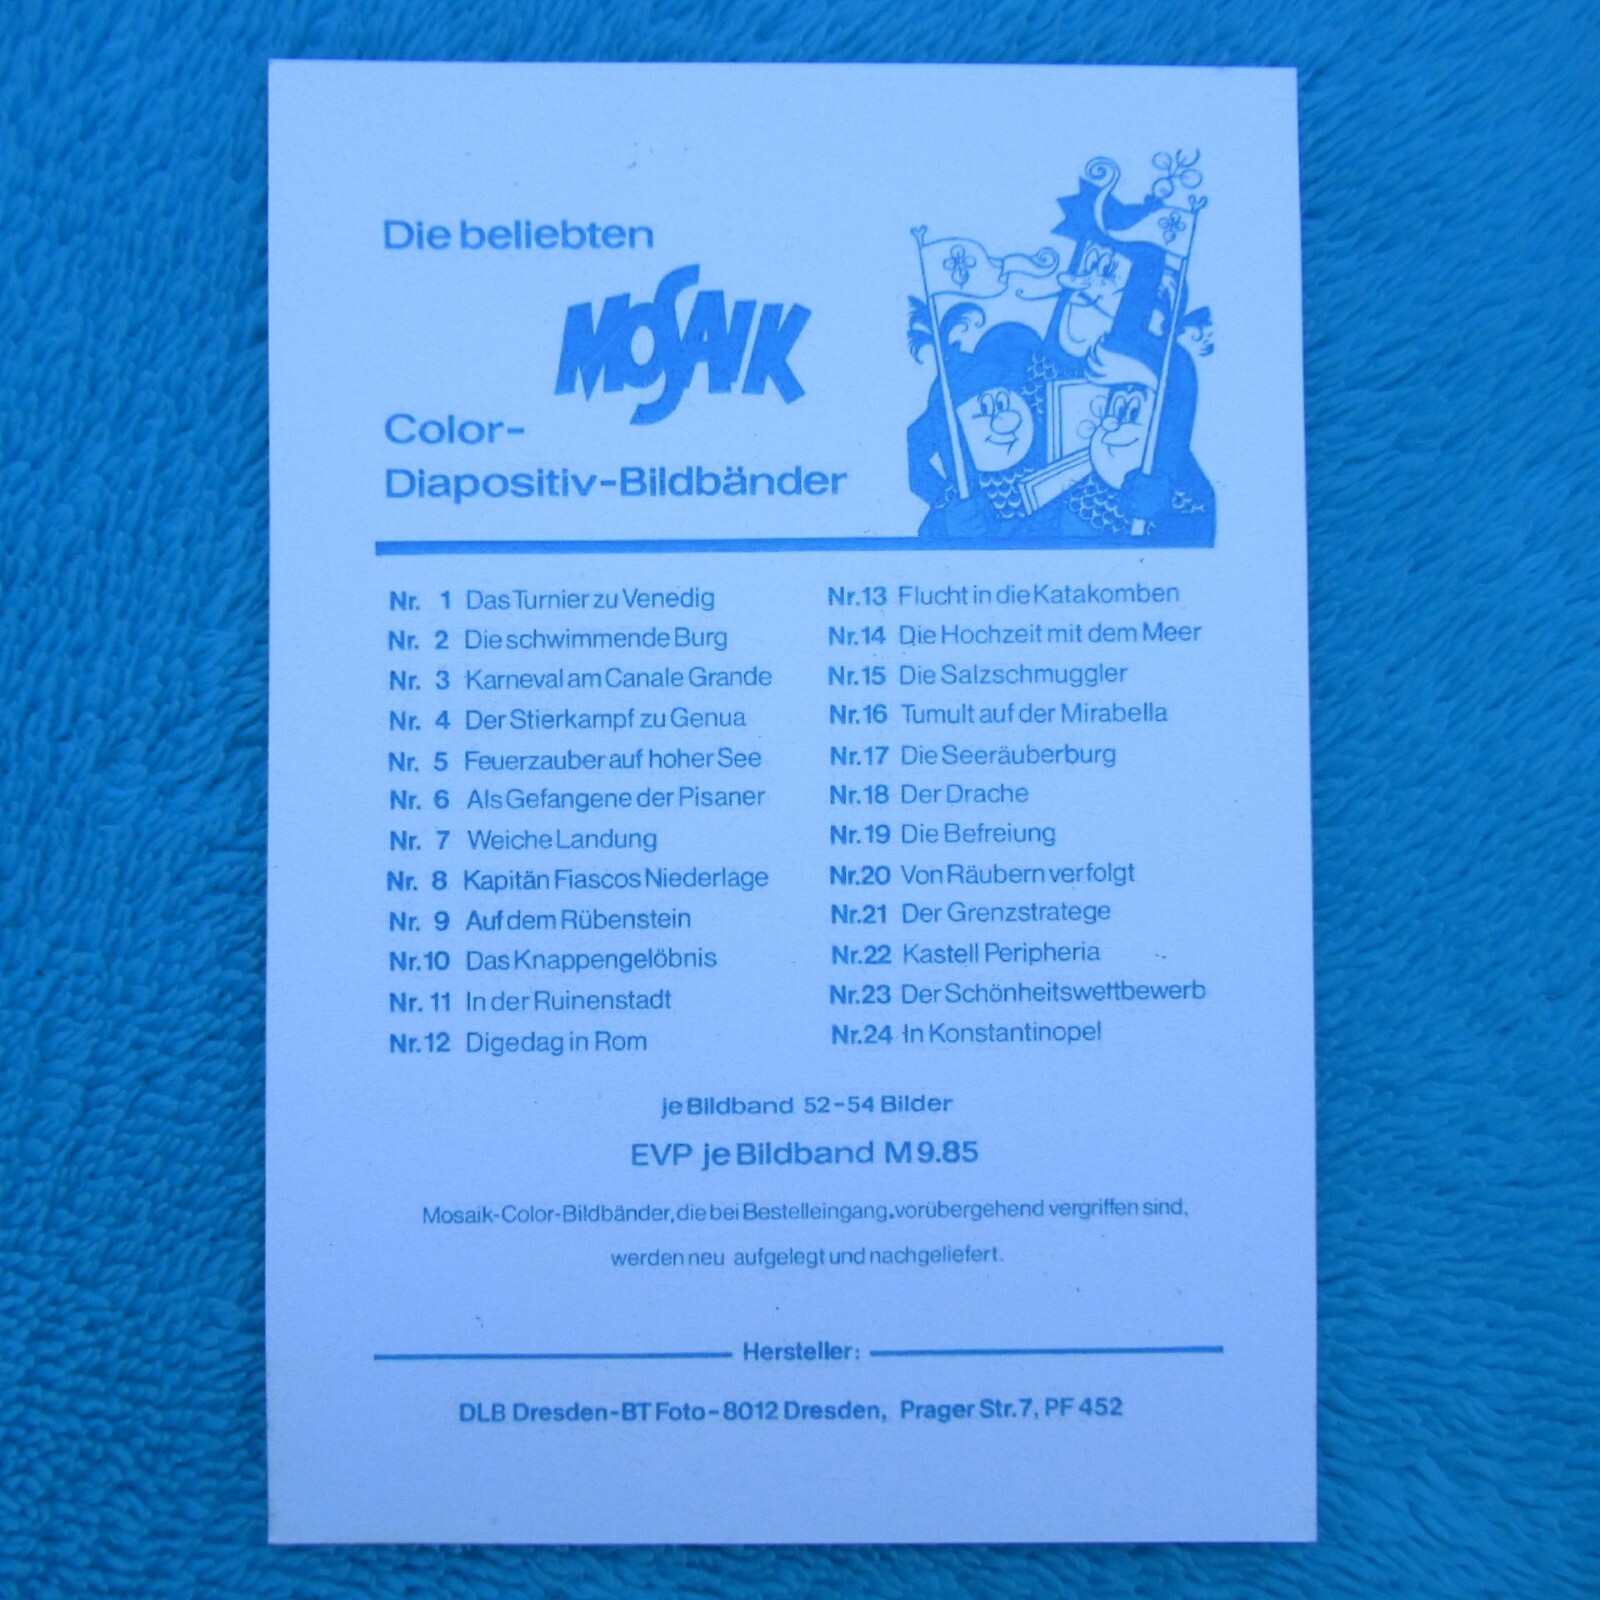 Die beliebten
MOSAIK
Color-
Diapositiv-Bildbänder
Nr. 1 Das Turnier zu Venedig
Nr. 2 Die schwimmende Burg
Nr. 3 Karneval am Canale Grande
Nr. 4 Der Stierkampf zu Genua
Nr. 5 Feuerzauber auf hoher See
Nr. 6 Als Gefangene der Pisaner
Nr. 7 Weiche Landung
Nr. 8 Kapitän Fiascos Niederlage
Nr. 9 Auf dem Rübenstein
Nr. 10 Das Knappengelöbnis
Nr. 11 In der Ruinenstadt
Nr. 12 Digedag in Rom
Nr. 13 Flucht in die Katakomben
Nr. 14 Die Hochzeit mit dem Meer
Nr. 15 Die Salzschmuggler
Nr. 16 Tumult auf der Mirabella
Nr. 17 Die Seeräuberburg
Nr. 18 Der Drache
Nr. 19 Die Befreiung
Nr. 20 Von Räubern verfolgt
Nr. 21 Der Grenzstratege
Nr. 22 Kastell Peripheria
Nr. 23 Der Schönheitswettbewerb
Nr. 24 In Konstantinopel
je Bildband 52-54 Bilder
EVP je Bildband M 9.85
Mosaik-Color-Bildbänder, die bei Bestelleingang vorübergehend vergriffen sind,
werden neu aufgelegt und nachgeliefert.
Hersteller:
DLB Dresden-BT Foto-8012 Dresden, Prager Str. 7, PF 452